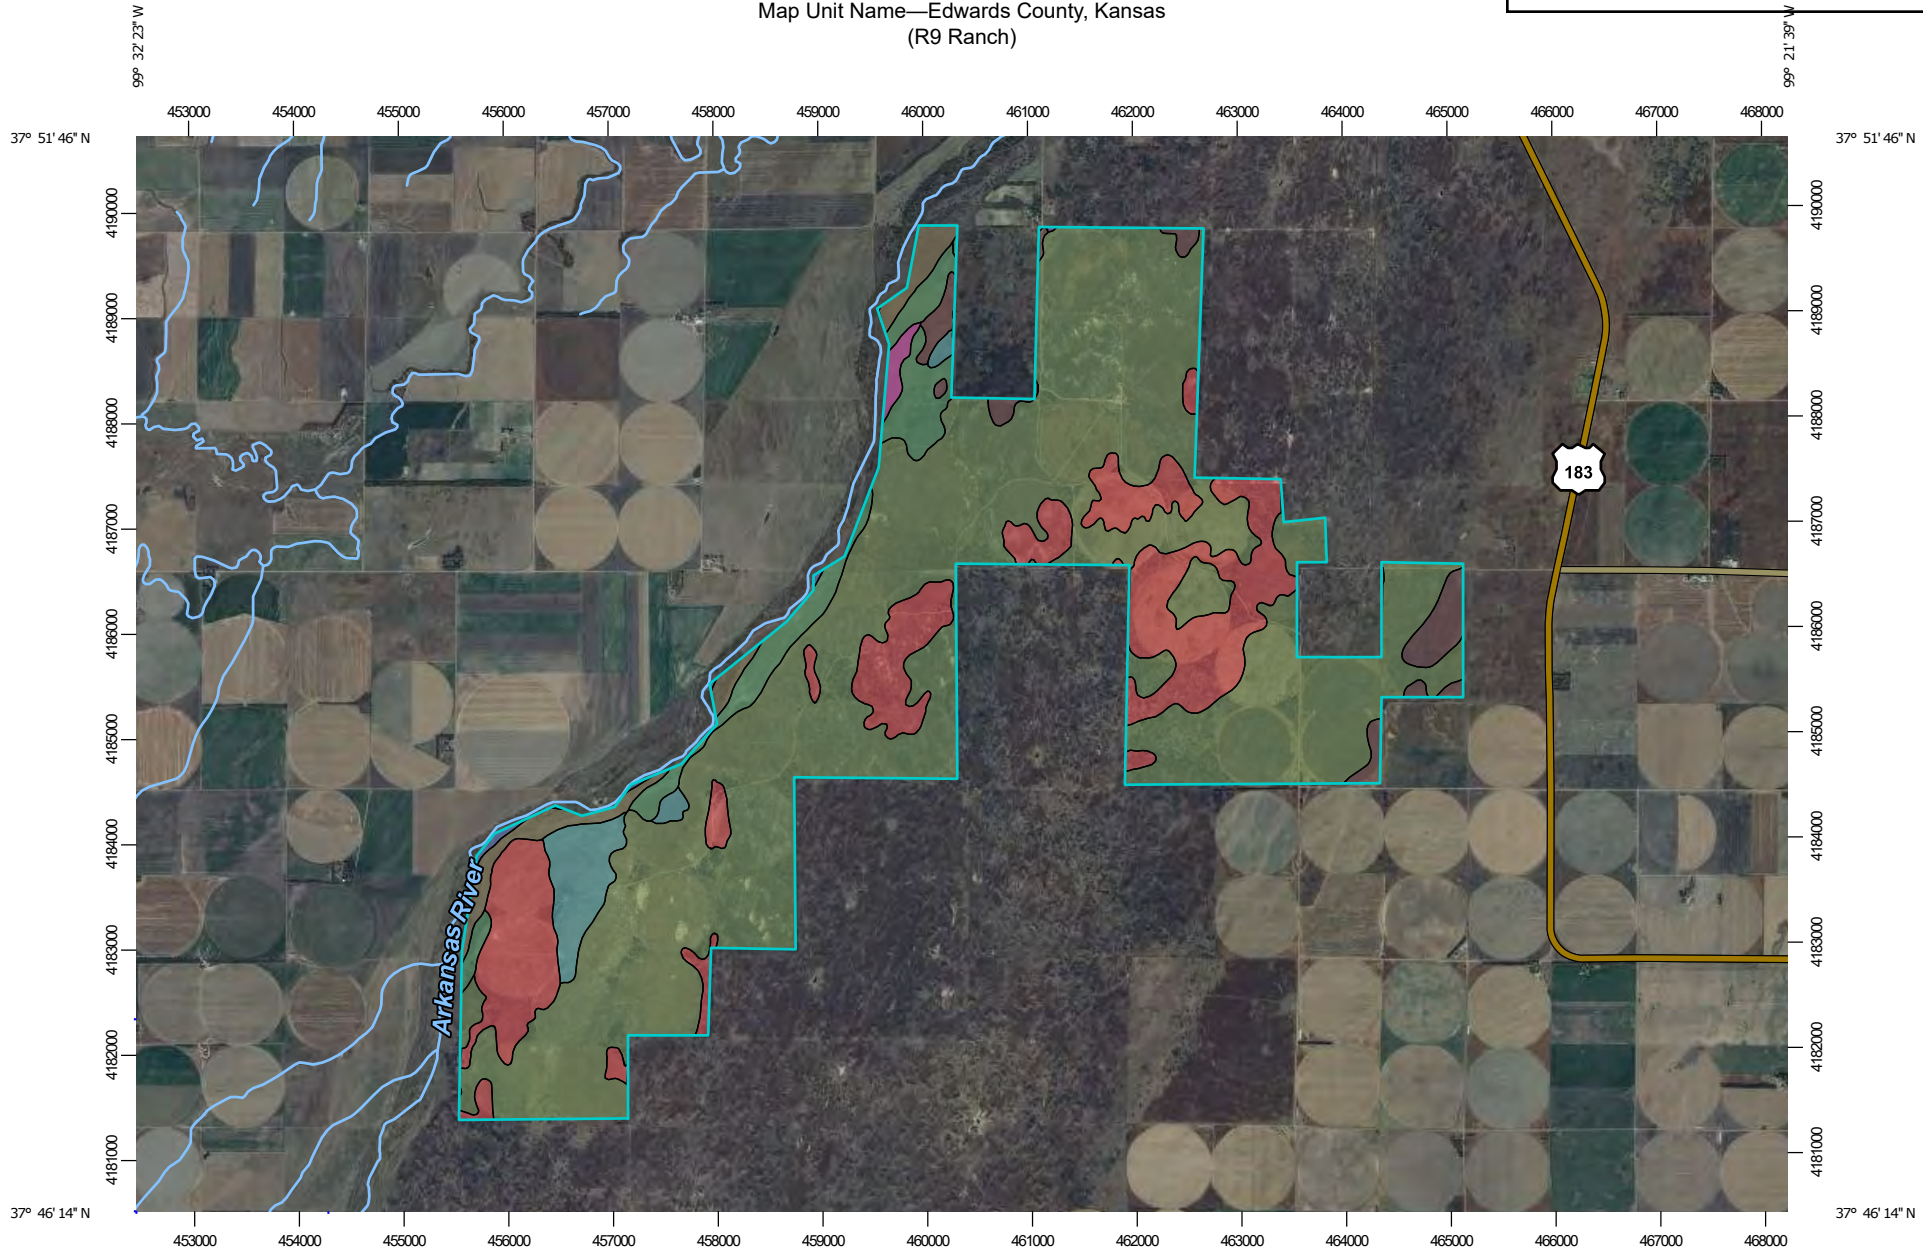 Map Unit Name—Edwards County, Kansas
(R9 Ranch)
99° 32' 23" W
99° 21' 39" W
453000 454000 455000 456000 457000 458000 459000 460000 461000 462000 463000 464000 465000 466000 467000 468000
37° 51' 46" N
37° 51' 46" N
4190000
4190000
4189000
4189000
4188000
4188000
183
4187000
4187000
4186000
4186000
4185000
4185000
4184000
4184000
Arkansas River
4183000
4183000
4182000
4182000
4181000
4181000
37° 46' 14" N
37° 46' 14" N
453000 454000 455000 456000 457000 458000 459000 460000 461000 462000 463000 464000 465000 466000 467000 468000